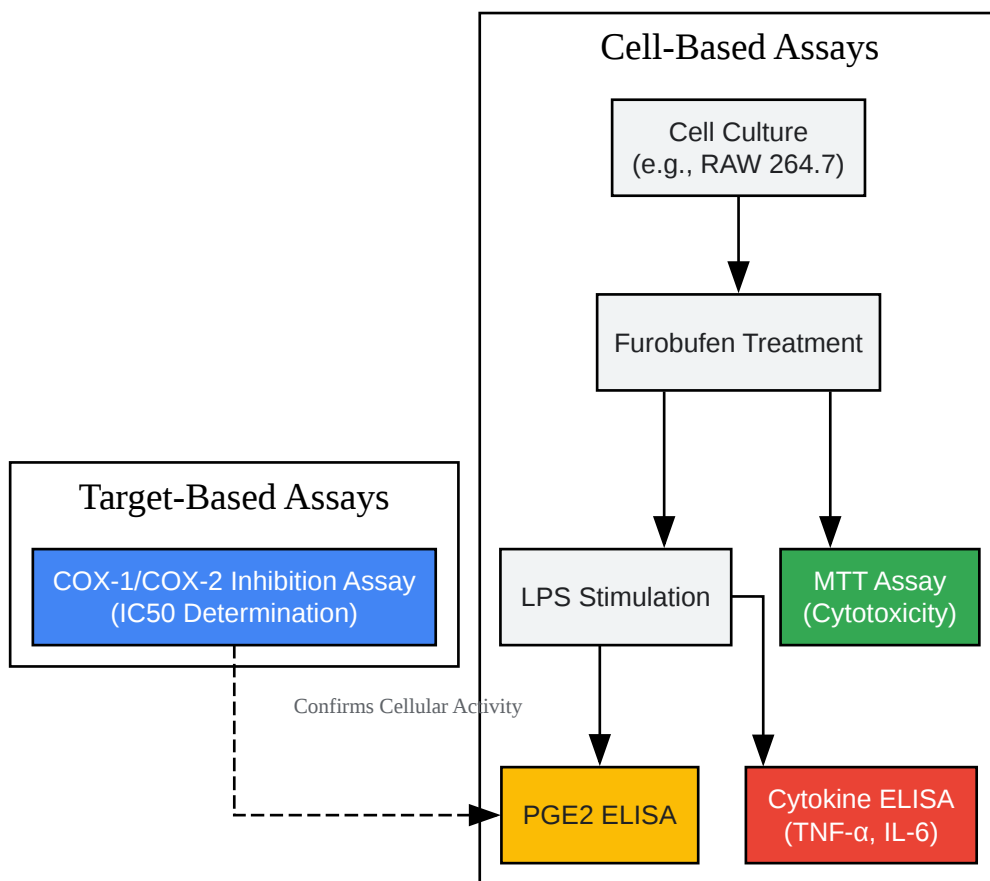 Cell-Based Assays
Cell Culture
(e.g., RAW 264.7)
Furobufen Treatment
Target-Based Assays
COX-1/COX-2 Inhibition Assay
(IC50 Determination)
LPS Stimulation
MTT Assay
(Cytotoxicity)
Confirms Cellular Activity
PGE2 ELISA
Cytokine ELISA
(TNF-α, IL-6)